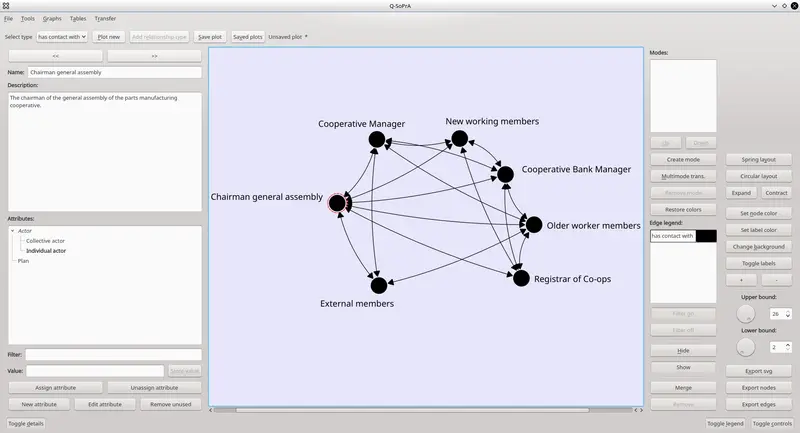 Q-SoPrA
File Tools Graphs Tables Transfer
Select type has contact with Plot new Add relationship type Save plot Saved plots Unsaved plot *
<< >>
Name: Chairman general assembly
Description:
The chairman of the general assembly of the parts manufacturing
cooperative.
Attributes:
Actor
Collective actor
Individual actor
Plan
Filter:
Value: Store value
Assign attribute Unassign attribute
New attribute Edit attribute Remove unused
Toggle details
Cooperative Manager
New working members
Cooperative Bank Manager
Chairman general assembly
Older worker members
Registrar of Co-ops
External members
Modes:
Up Down
Create mode
Multimode trans.
Remove mode
Restore colors
Edge legend:
has contact with
Filter on
Filter off
Hide
Show
Merge
Remove
Spring layout
Circular layout
Expand Contract
Set node color
Set label color
Change background
Toggle labels
+ -
Upper bound:
26
Lower bound:
2
Export svg
Export nodes
Export edges
Toggle legend Toggle controls